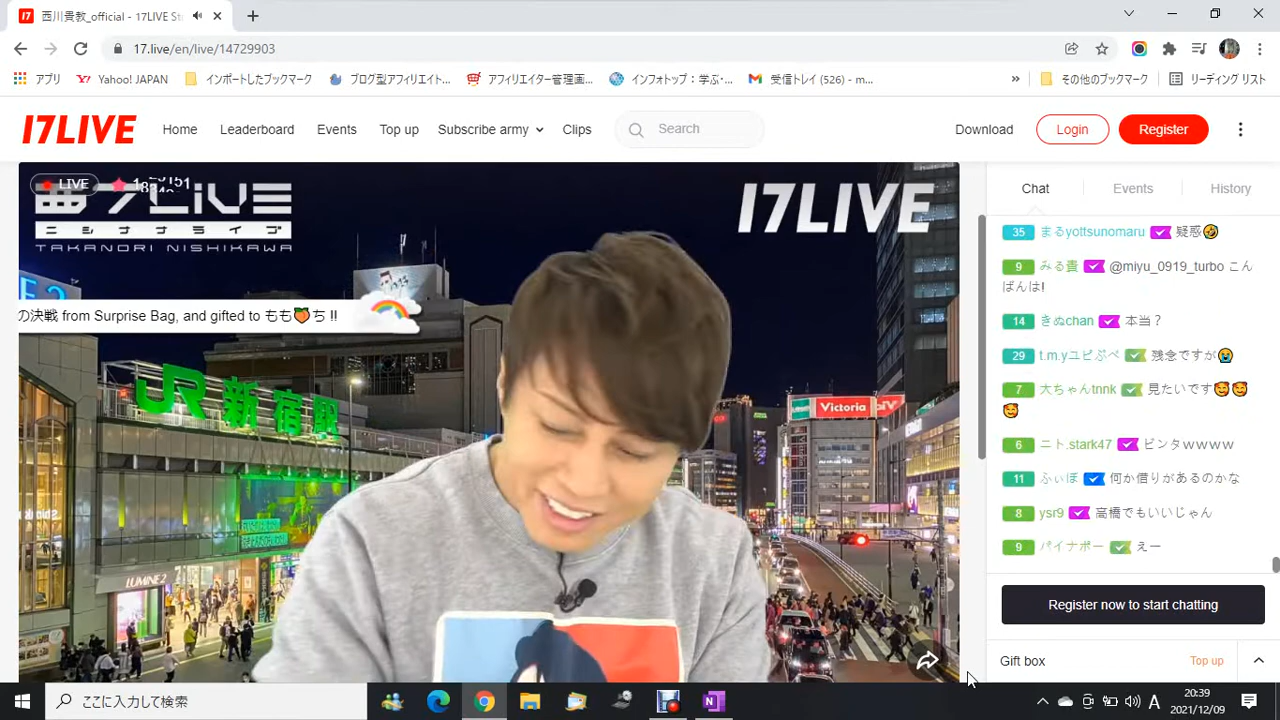 西川貴教_official - 17LIVE St
17.live/en/live/14729903
アプリ
Yahoo! JAPAN
インポートしたブックマーク
ブログ型アフィリエイト...
アフィリエイター管理画...
インフォトップ：学ぶ・...
受信トレイ (526) - m...
»
その他のブックマーク
リーディング リスト
17LIVE
Home
Leaderboard
Events
Top up
Subscribe army
Clips
Search
Download
Login
Register
LIVE
西7LIVE
ニシナナライブ
TAKANORI NISHIKAWA
17LIVE
の決戦 from Surprise Bag, and gifted to もも🍑ち !!
JR新宿駅
LUMINE2
Victoria
Chat
Events
History
35 まるyottsunomaru 疑惑🤣
9 みる貴 @miyu_0919_turbo こん
ばんは!
14 きぬchan 本当？
29 t.m.yユピぷぺ 残念ですが😭
7 大ちゃんtnnk 見たいです🥰🥰
🥰
6 ニト.stark47 ビンタｗｗｗｗ
11 ふぃぼ 何か借りがあるのかな
8 ysr9 高橋でもいいじゃん
9 パイナポー えー
Register now to start chatting
Gift box
Top up
ここに入力して検索
A
20:39
2021/12/09